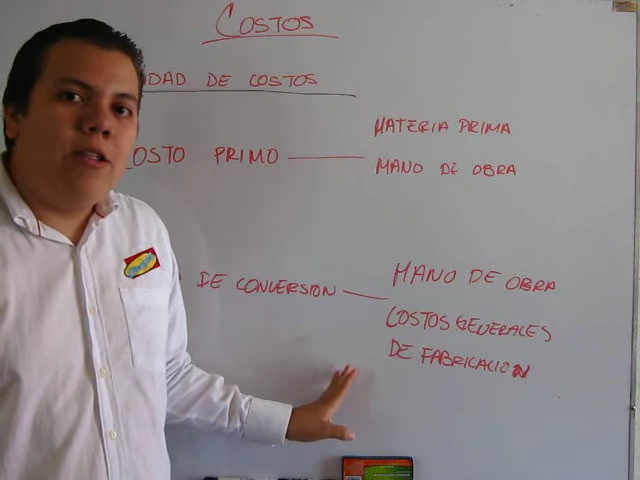 COSTOS
DAD DE COSTOS
COSTO PRIMO
MATERIA PRIMA
MANO DE OBRA
DE CONVERSION
MANO DE OBRA
COSTOS GENERALES
DE FABRICACION